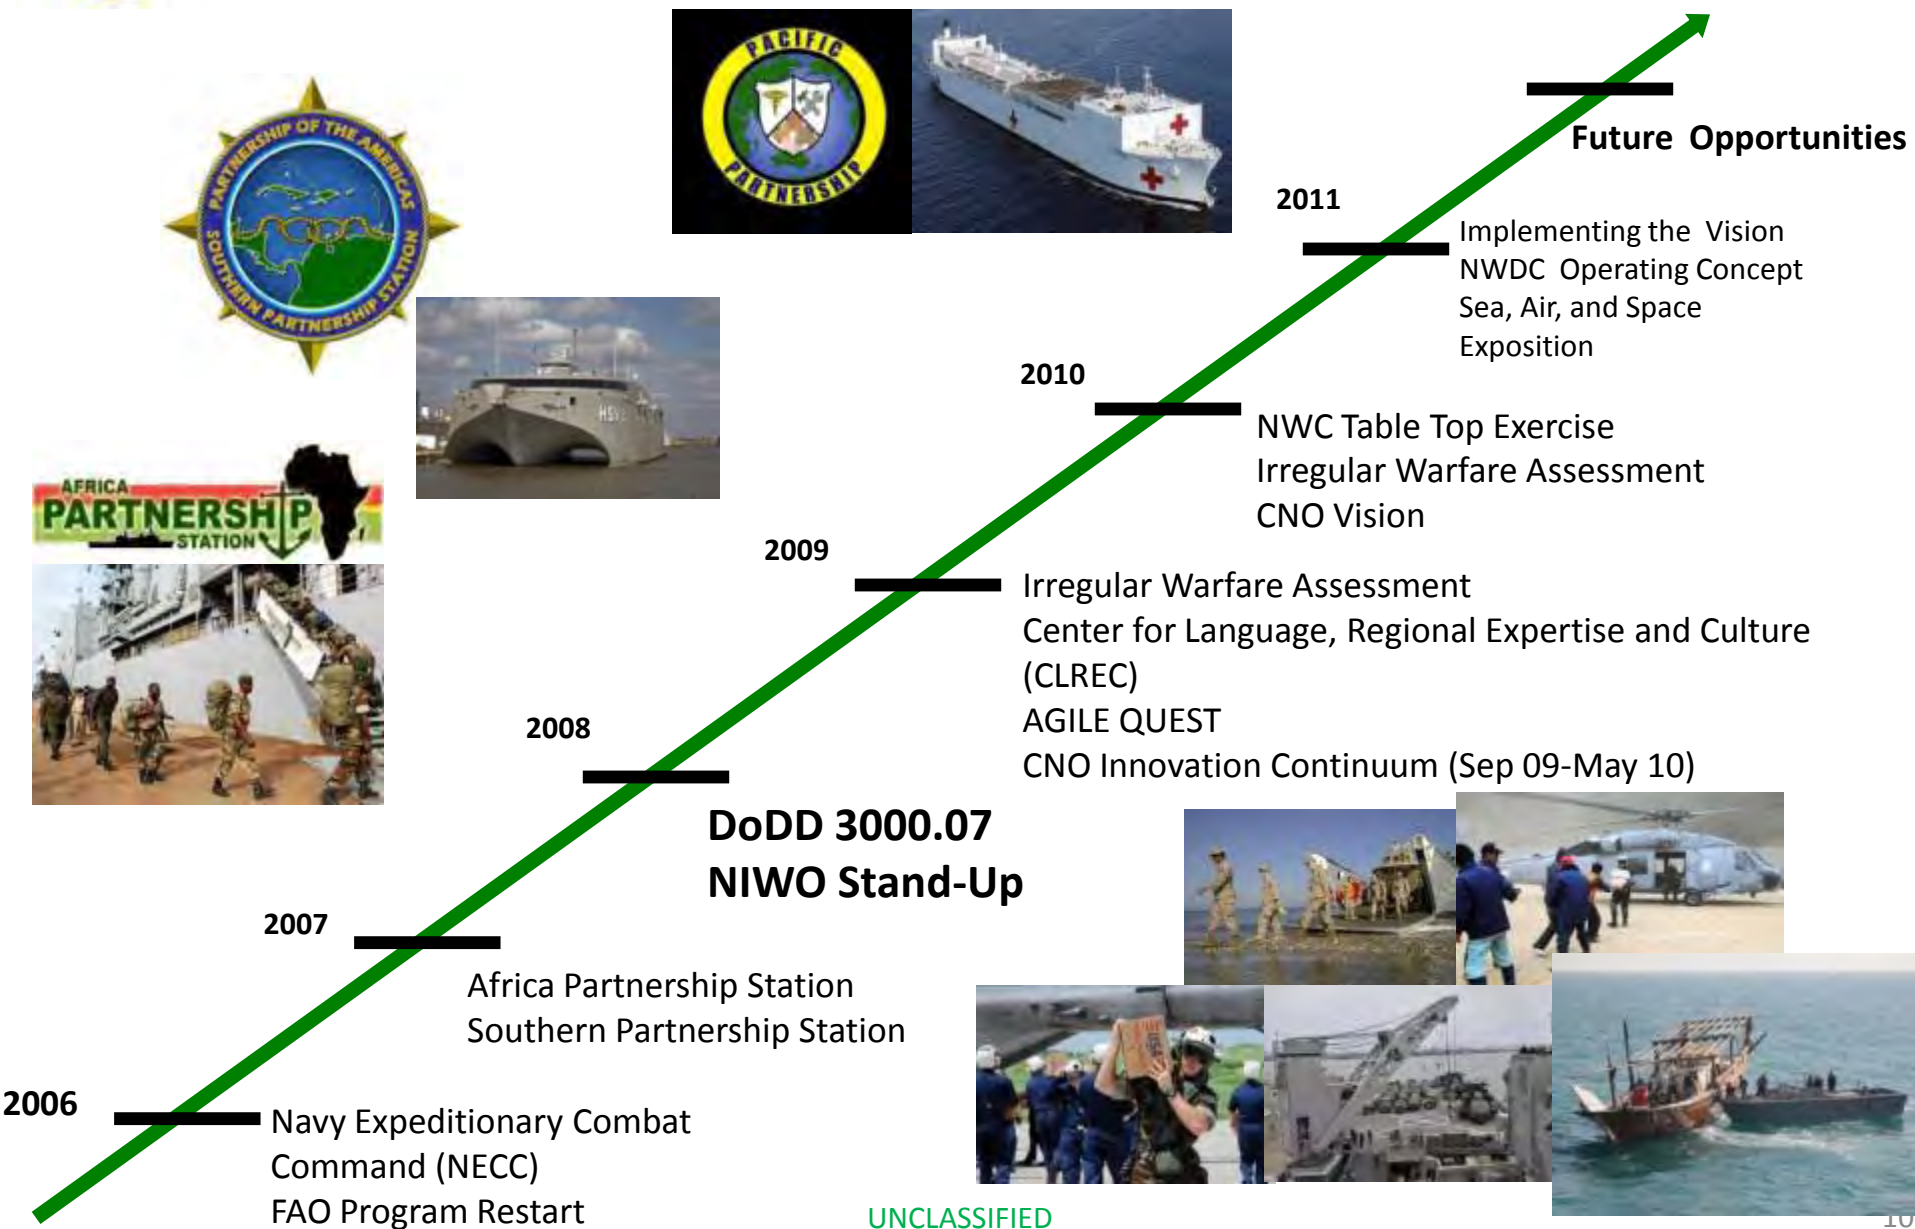 PACIFIC
PARTNERSHIP
PARTNERSHIP OF THE AMERICAS
SOUTHERN PARTNERSHIP STATION
HSV
AFRICA
PARTNERSHIP
STATION
Future Opportunities
2011
Implementing the Vision
NWDC Operating Concept
Sea, Air, and Space
Exposition
2010
NWC Table Top Exercise
Irregular Warfare Assessment
CNO Vision
2009
Irregular Warfare Assessment
Center for Language, Regional Expertise and Culture
(CLREC)
AGILE QUEST
CNO Innovation Continuum (Sep 09-May 10)
2008
DoDD 3000.07
NIWO Stand-Up
2007
Africa Partnership Station
Southern Partnership Station
2006
Navy Expeditionary Combat
Command (NECC)
FAO Program Restart
USA
UNCLASSIFIED
10